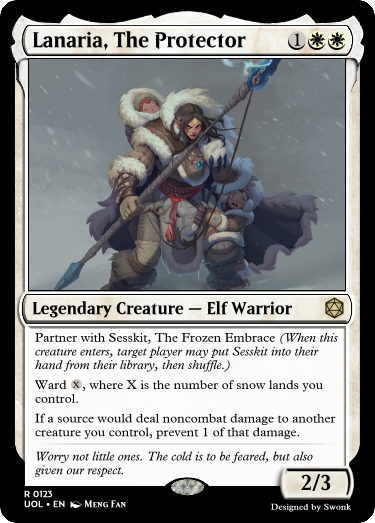 Lanaria, The Protector 1
Legendary Creature — Elf Warrior
Partner with Sesskit, The Frozen Embrace (When this
creature enters, target player may put Sesskit into their
hand from their library, then shuffle.)
Ward X, where X is the number of snow lands you
control.
If a source would deal noncombat damage to another
creature you control, prevent 1 of that damage.
Worry not little ones. The cold is to be feared, but also
given our respect.
2/3
R 0123
UOL • EN Meng Fan
Designed by Swonk